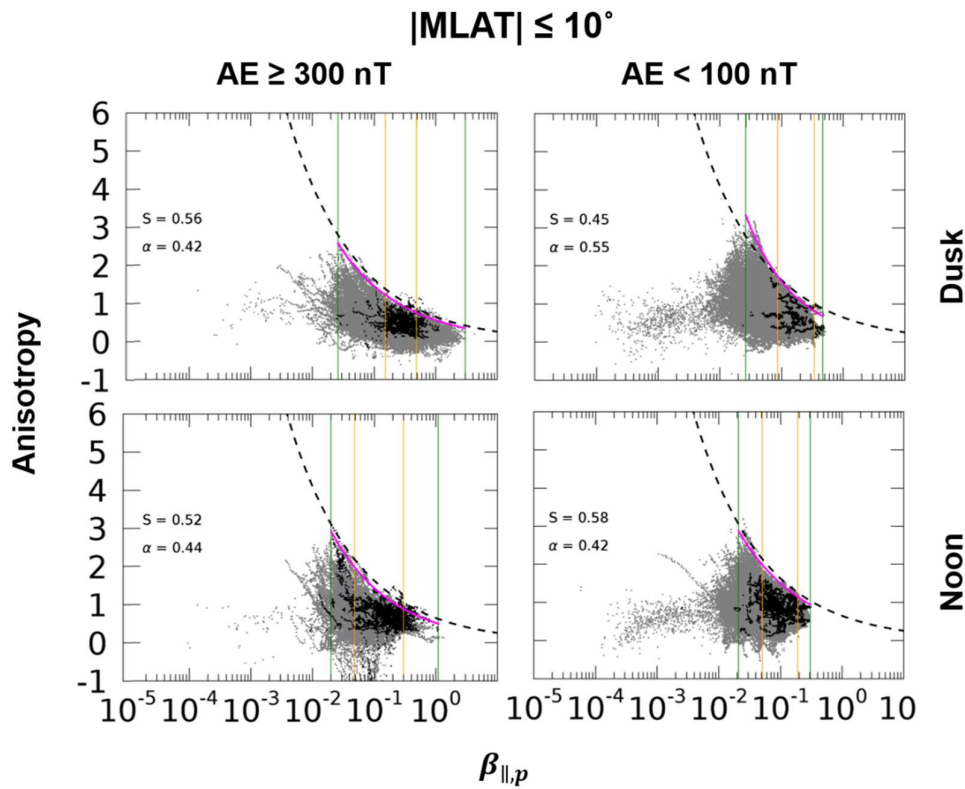 |MLAT| ≤ 10°
AE ≥ 300 nT
AE < 100 nT
6
5
4
3
2
1
0
-1
S = 0.56
α = 0.42
S = 0.45
α = 0.55
Dusk
6
5
4
3
2
1
0
-1
S = 0.52
α = 0.44
S = 0.58
α = 0.42
Noon
Anisotropy
10⁻⁵ 10⁻⁴ 10⁻³ 10⁻² 10⁻¹ 10⁰
10⁻⁵ 10⁻⁴ 10⁻³ 10⁻² 10⁻¹ 10⁰ 10
β∥,p